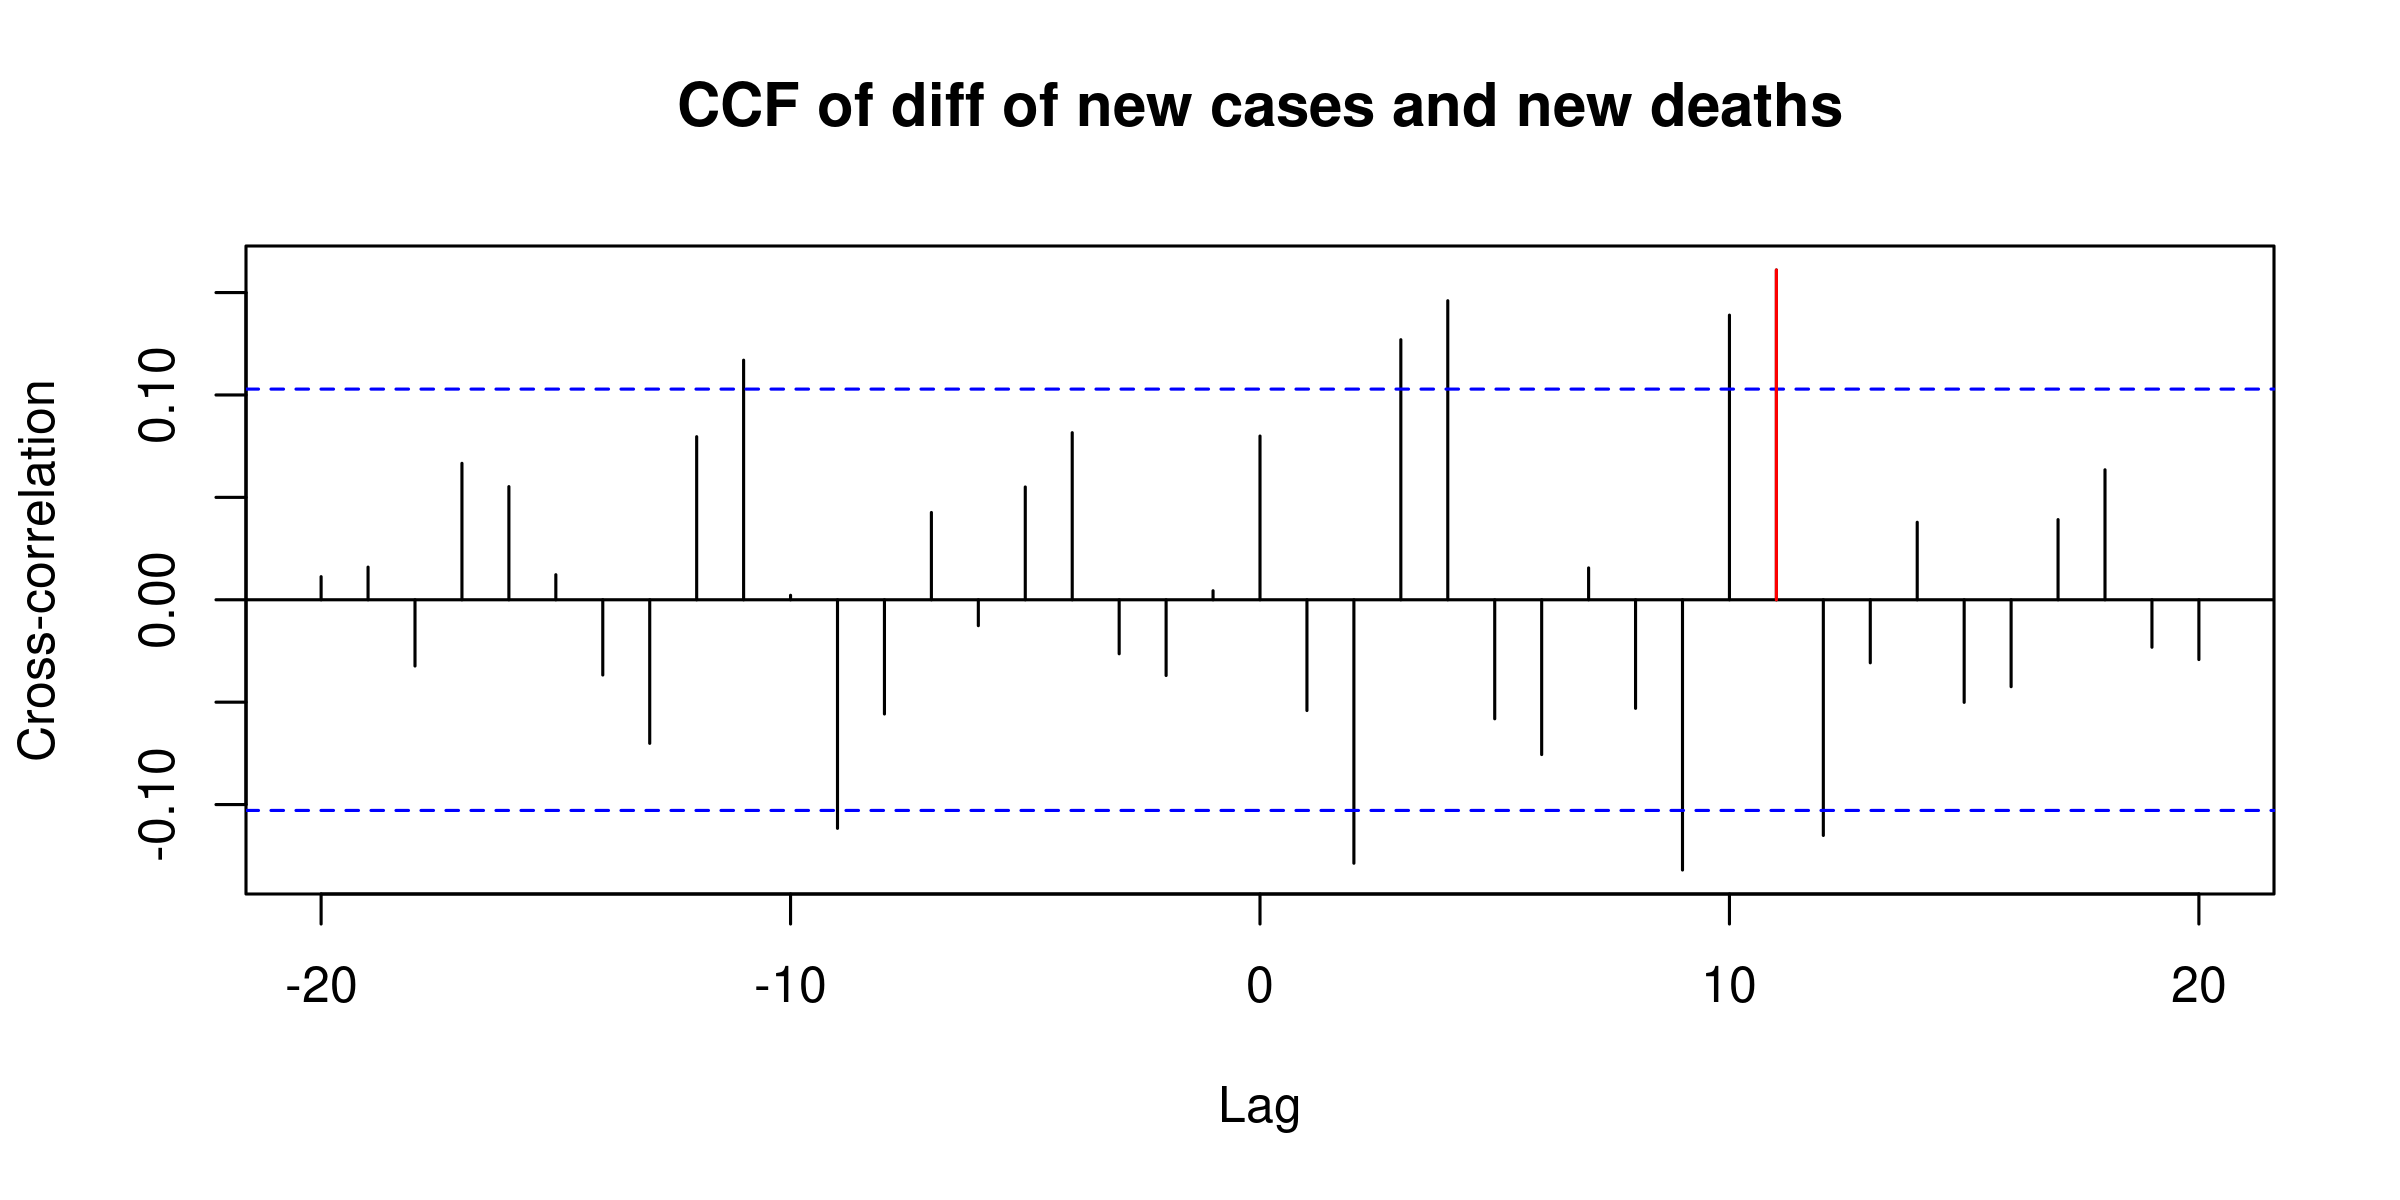 CCF of diff of new cases and new deaths
Cross-correlation
0.10
0.00
-0.10
-20 -10 0 10 20
Lag